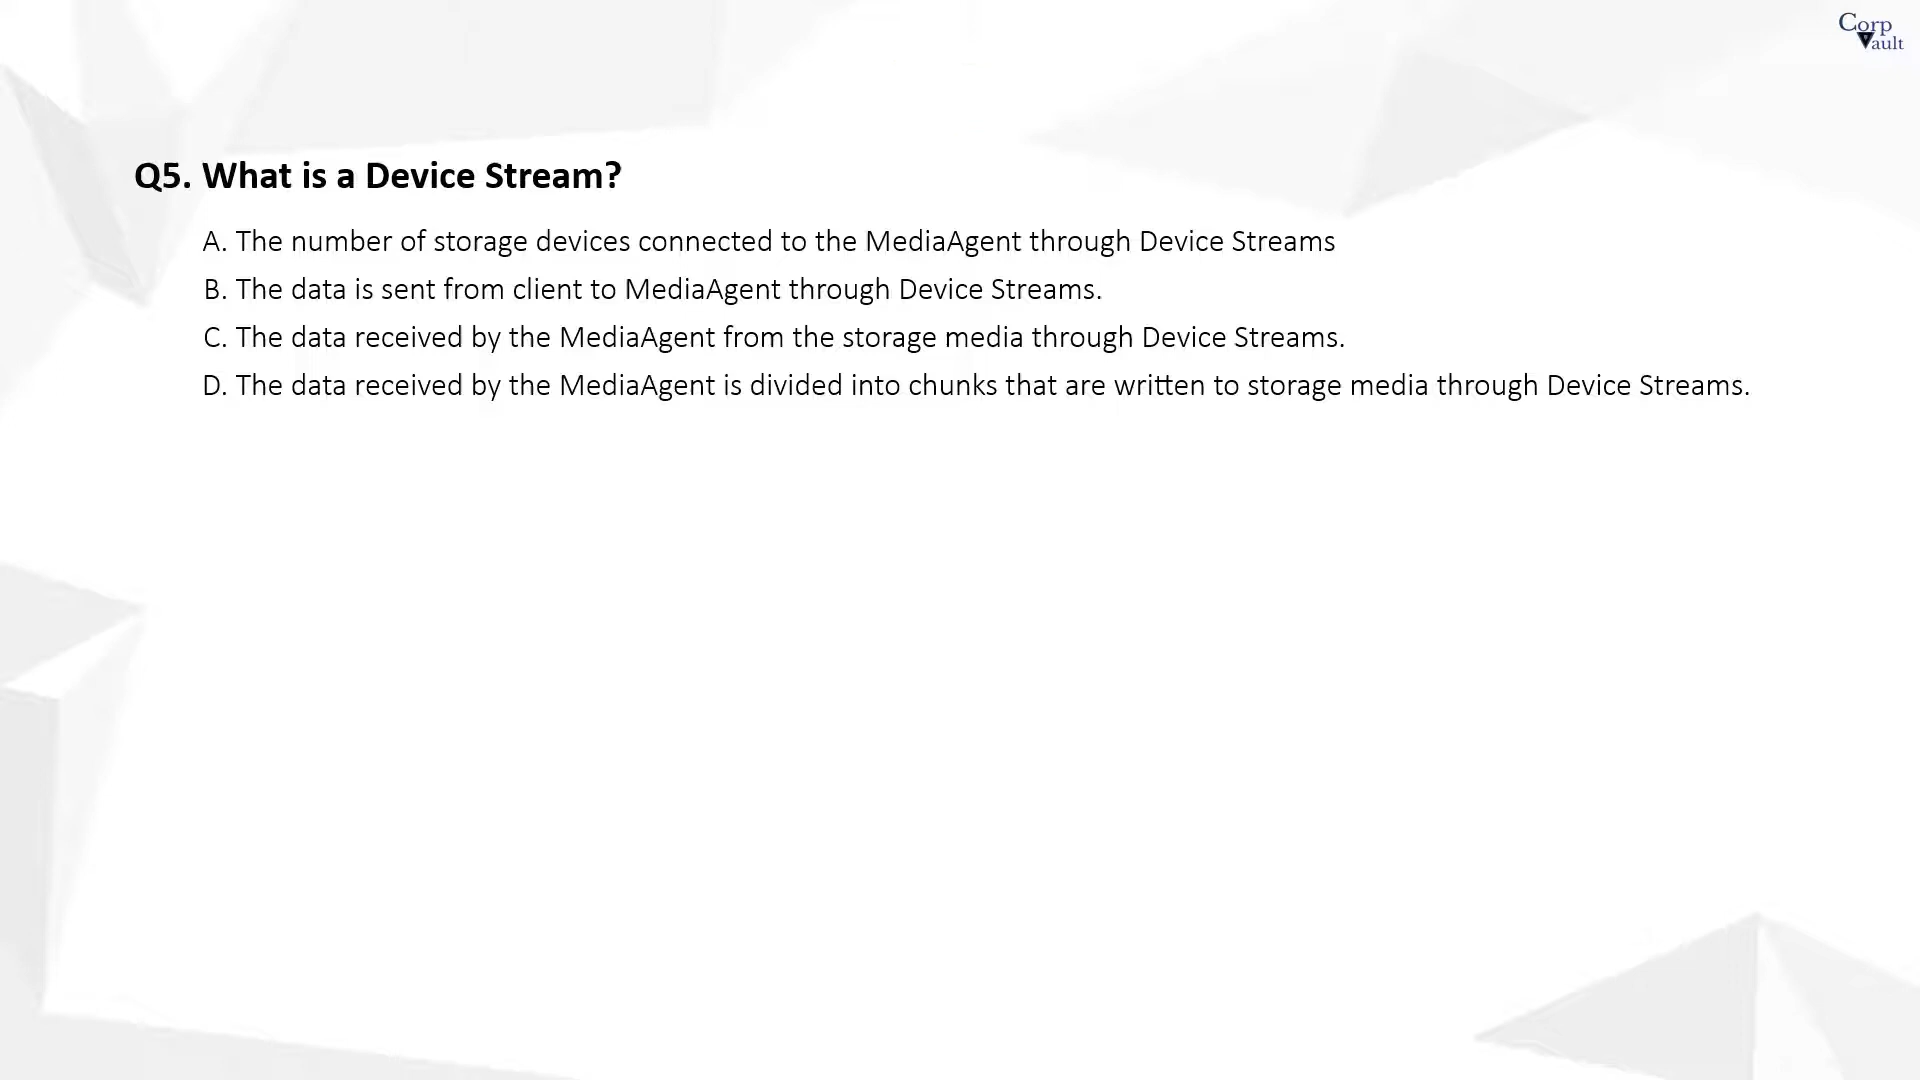 Corp
Vault
Q5. What is a Device Stream?
A. The number of storage devices connected to the MediaAgent through Device Streams
B. The data is sent from client to MediaAgent through Device Streams.
C. The data received by the MediaAgent from the storage media through Device Streams.
D. The data received by the MediaAgent is divided into chunks that are written to storage media through Device Streams.